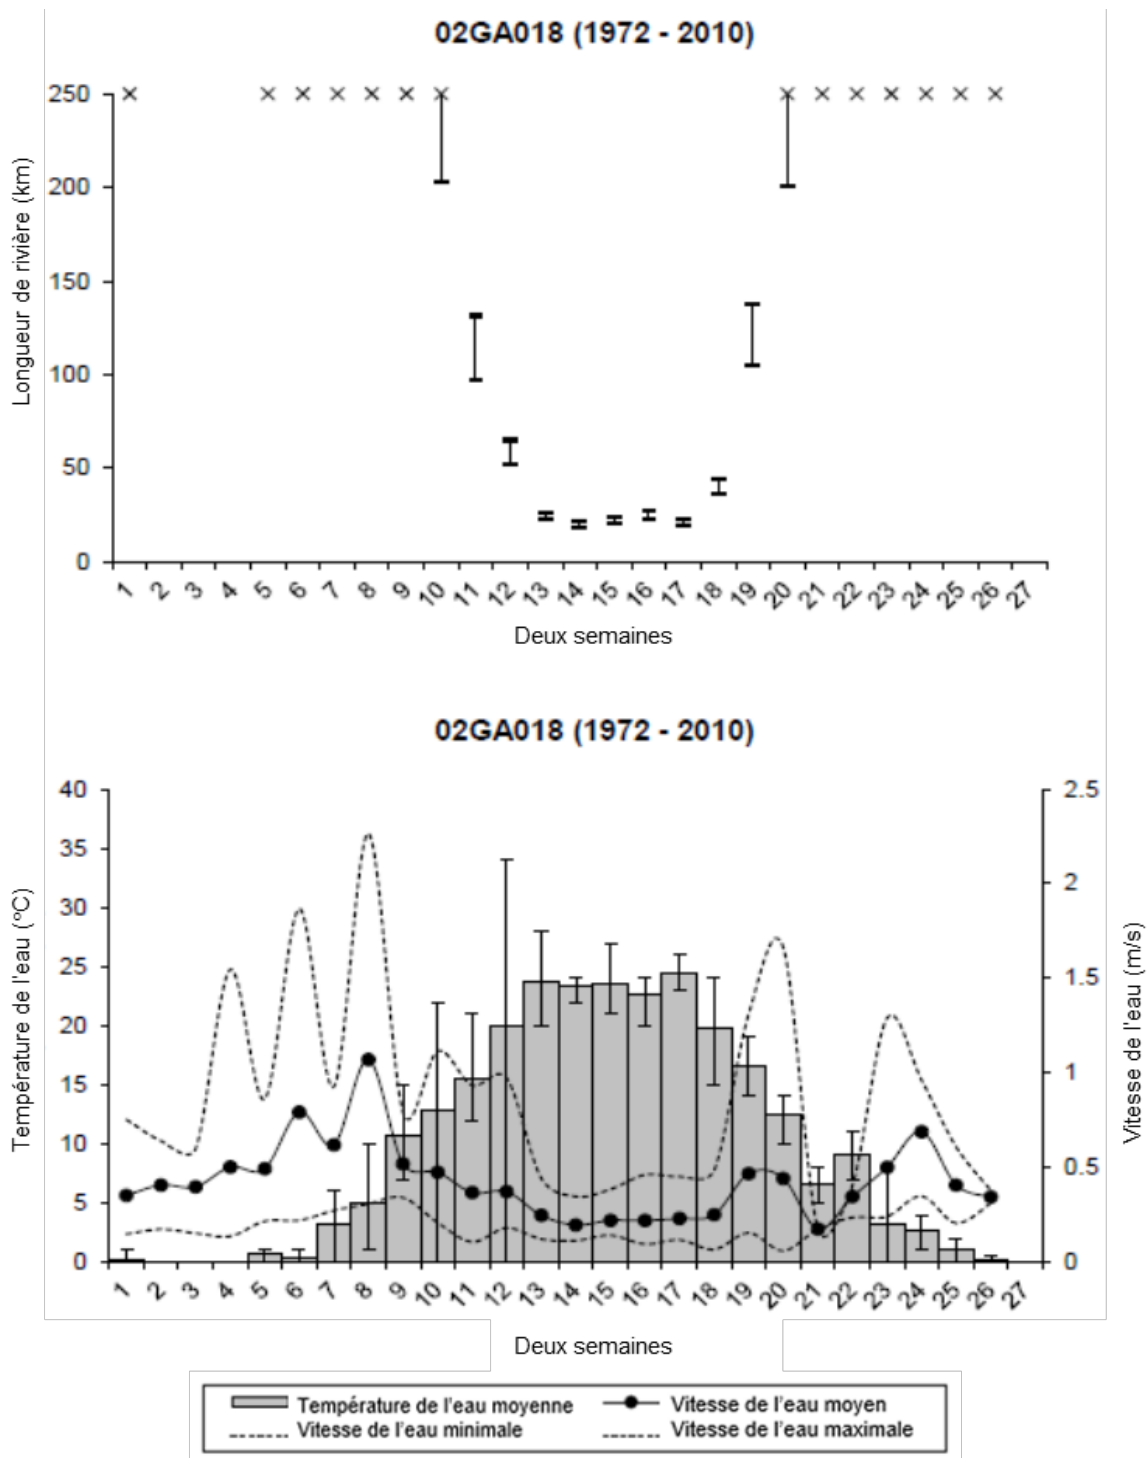 02GA018 (1972 - 2010)
250
200
150
100
50
0
Longueur de rivière (km)
1 2 3 4 5 6 7 8 9 10 11 12 13 14 15 16 17 18 19 20 21 22 23 24 25 26 27
Deux semaines
02GA018 (1972 - 2010)
40
35
30
25
20
15
10
5
0
Température de l'eau (°C)
2.5
2
1.5
1
0.5
0
Vitesse de l'eau (m/s)
1 2 3 4 5 6 7 8 9 10 11 12 13 14 15 16 17 18 19 20 21 22 23 24 25 26 27
Deux semaines
Température de l'eau moyenne
Vitesse de l'eau moyen
Vitesse de l'eau minimale
Vitesse de l'eau maximale